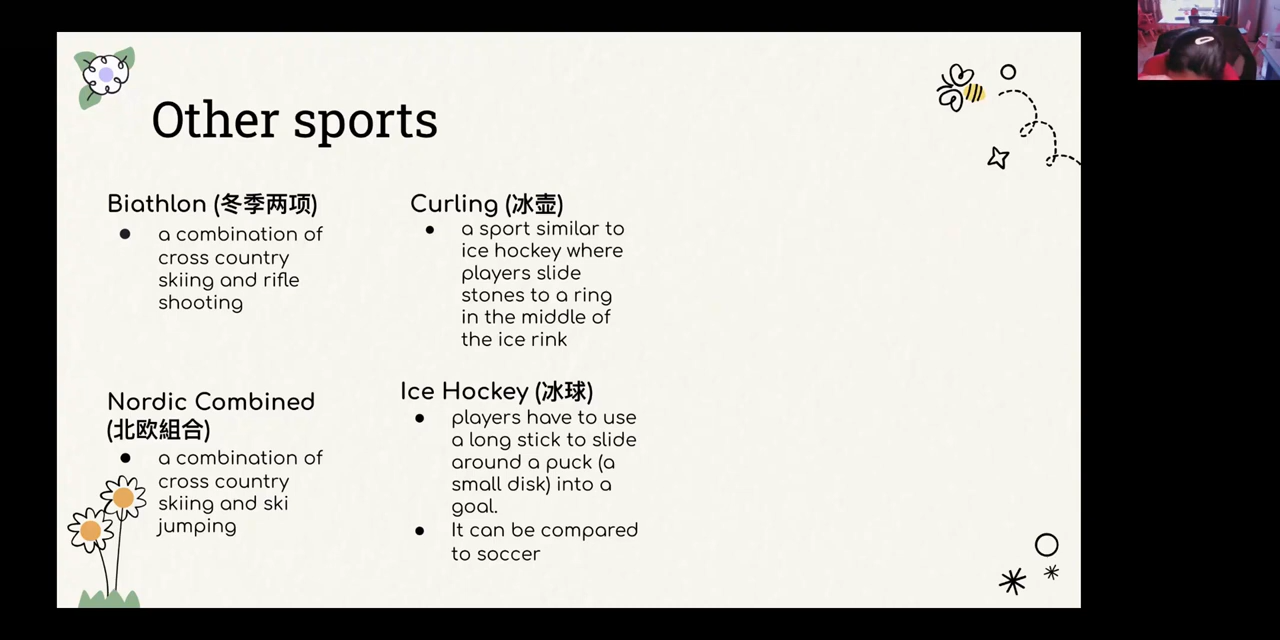 Other sports
Biathlon (冬季两项)
● a combination of
cross country
skiing and rifle
shooting
Nordic Combined
(北欧組合)
● a combination of
cross country
skiing and ski
jumping
Curling (冰壶)
● a sport similar to
ice hockey where
players slide
stones to a ring
in the middle of
the ice rink
Ice Hockey (冰球)
● players have to use
a long stick to slide
around a puck (a
small disk) into a
goal.
● It can be compared
to soccer